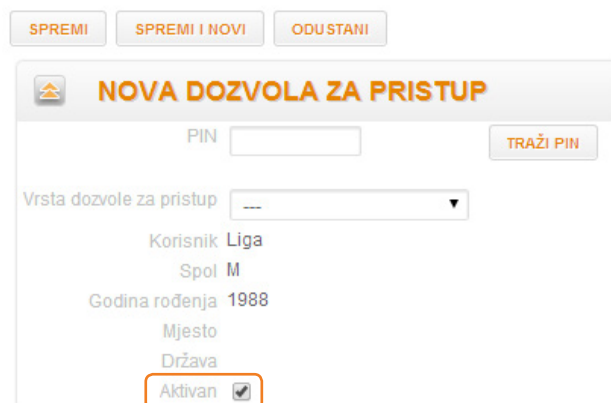 SPREMI SPREMI I NOVI ODUSTANI
NOVA DOZVOLA ZA PRISTUP
PIN TRAŽI PIN
Vrsta dozvole za pristup ---
Korisnik Liga
Spol M
Godina rođenja 1988
Mjesto
Država
Aktivan